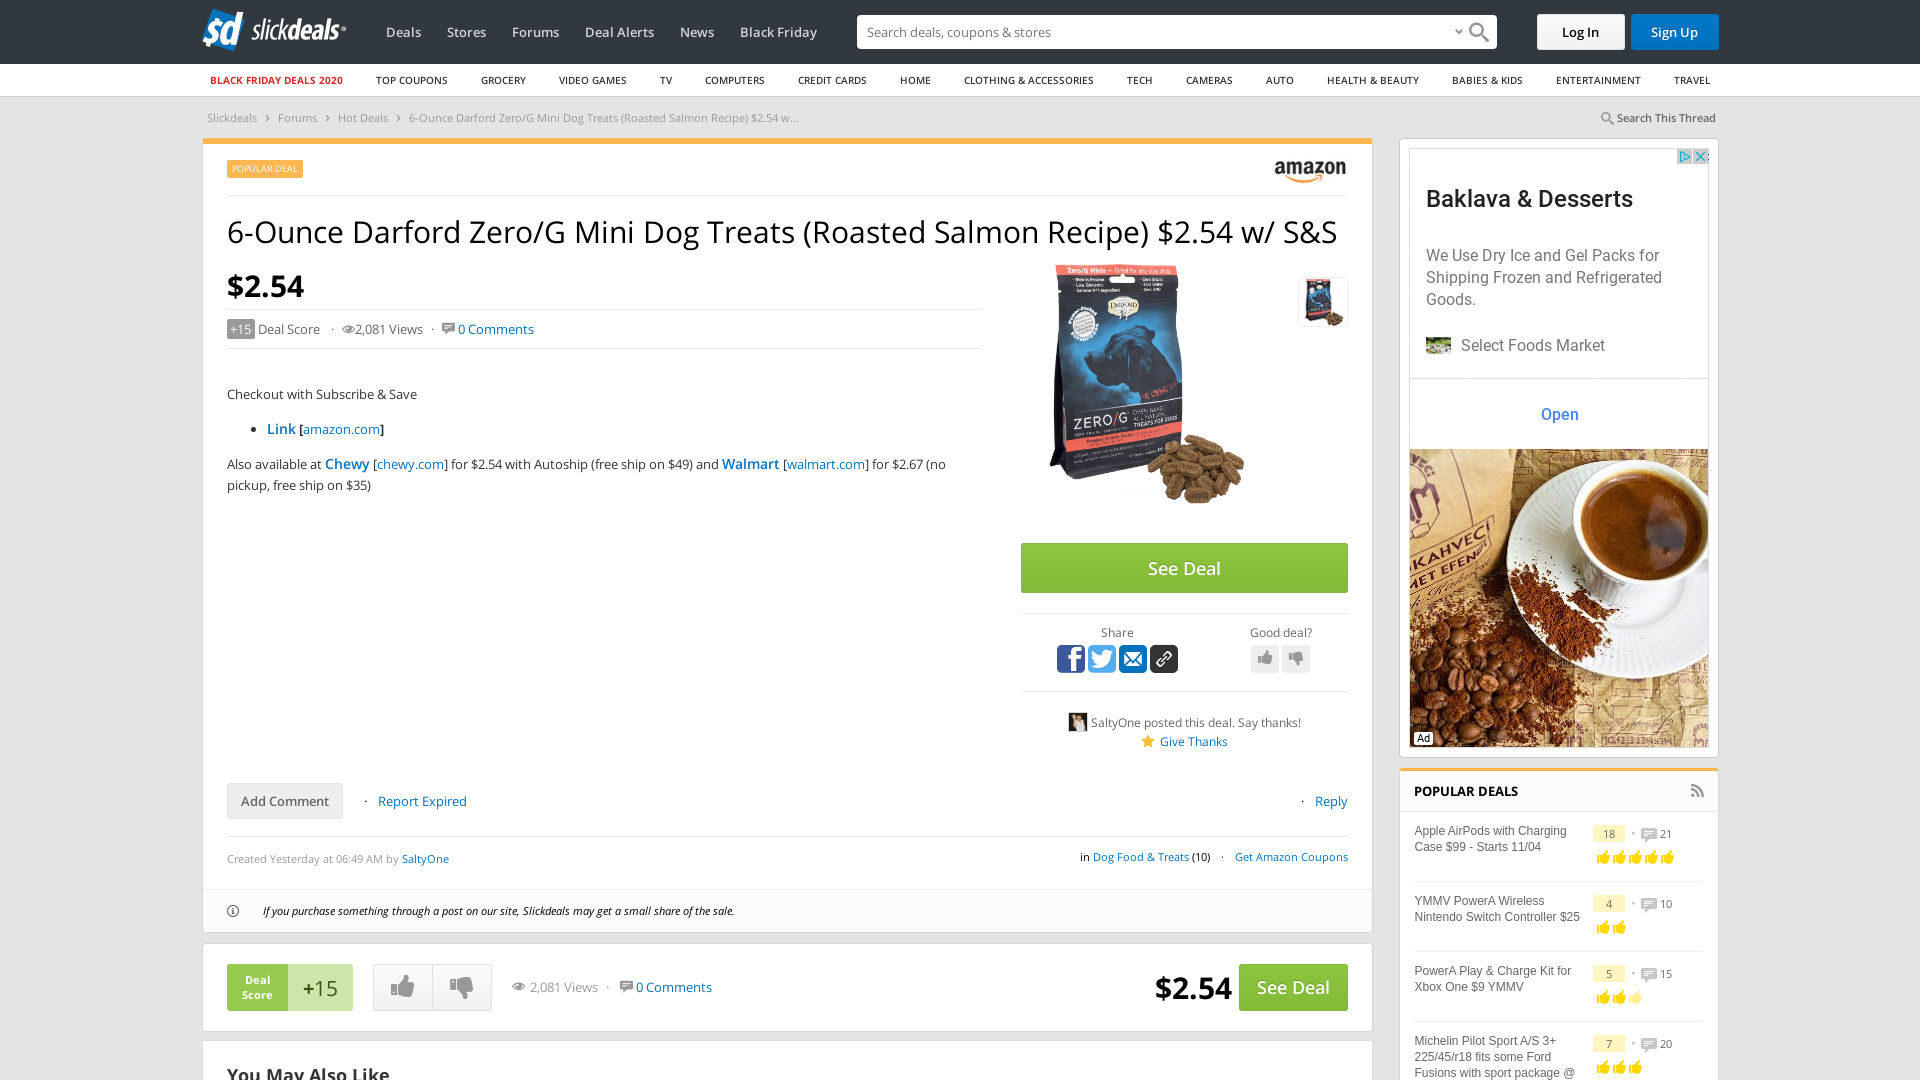 slickdeals
Deals
Stores
Forums
Deal Alerts
News
Black Friday
Search deals, coupons & stores
Log In
Sign Up
BLACK FRIDAY DEALS 2020
TOP COUPONS
GROCERY
VIDEO GAMES
TV
COMPUTERS
CREDIT CARDS
HOME
CLOTHING & ACCESSORIES
TECH
CAMERAS
AUTO
HEALTH & BEAUTY
BABIES & KIDS
ENTERTAINMENT
TRAVEL
Slickdeals › Forums › Hot Deals › 6-Ounce Darford Zero/G Mini Dog Treats (Roasted Salmon Recipe) $2.54 w...
Search This Thread
POPULAR DEAL
amazon
6-Ounce Darford Zero/G Mini Dog Treats (Roasted Salmon Recipe) $2.54 w/ S&S
$2.54
+15 Deal Score · 2,081 Views · 0 Comments
Checkout with Subscribe & Save
• Link [amazon.com]
Also available at Chewy [chewy.com] for $2.54 with Autoship (free ship on $49) and Walmart [walmart.com] for $2.67 (no
pickup, free ship on $35)
Zero/G Minis — Great for any size dog
DARFORD
ZERO/G
See Deal
Share
Good deal?
SaltyOne posted this deal. Say thanks!
Give Thanks
Add Comment
· Report Expired
· Reply
Created Yesterday at 06:49 AM by SaltyOne
in Dog Food & Treats (10) · Get Amazon Coupons
If you purchase something through a post on our site, Slickdeals may get a small share of the sale.
Deal
Score
+15
2,081 Views · 0 Comments
$2.54
See Deal
You May Also Like
Baklava & Desserts
We Use Dry Ice and Gel Packs for
Shipping Frozen and Refrigerated
Goods.
Select Foods Market
Open
KAHVECİ
MET EFEN
Ad
POPULAR DEALS
Apple AirPods with Charging
Case $99 - Starts 11/04
18 • 21
YMMV PowerA Wireless
Nintendo Switch Controller $25
4 • 10
PowerA Play & Charge Kit for
Xbox One $9 YMMV
5 • 15
Michelin Pilot Sport A/S 3+
225/45/r18 fits some Ford
Fusions with sport package @
7 • 20